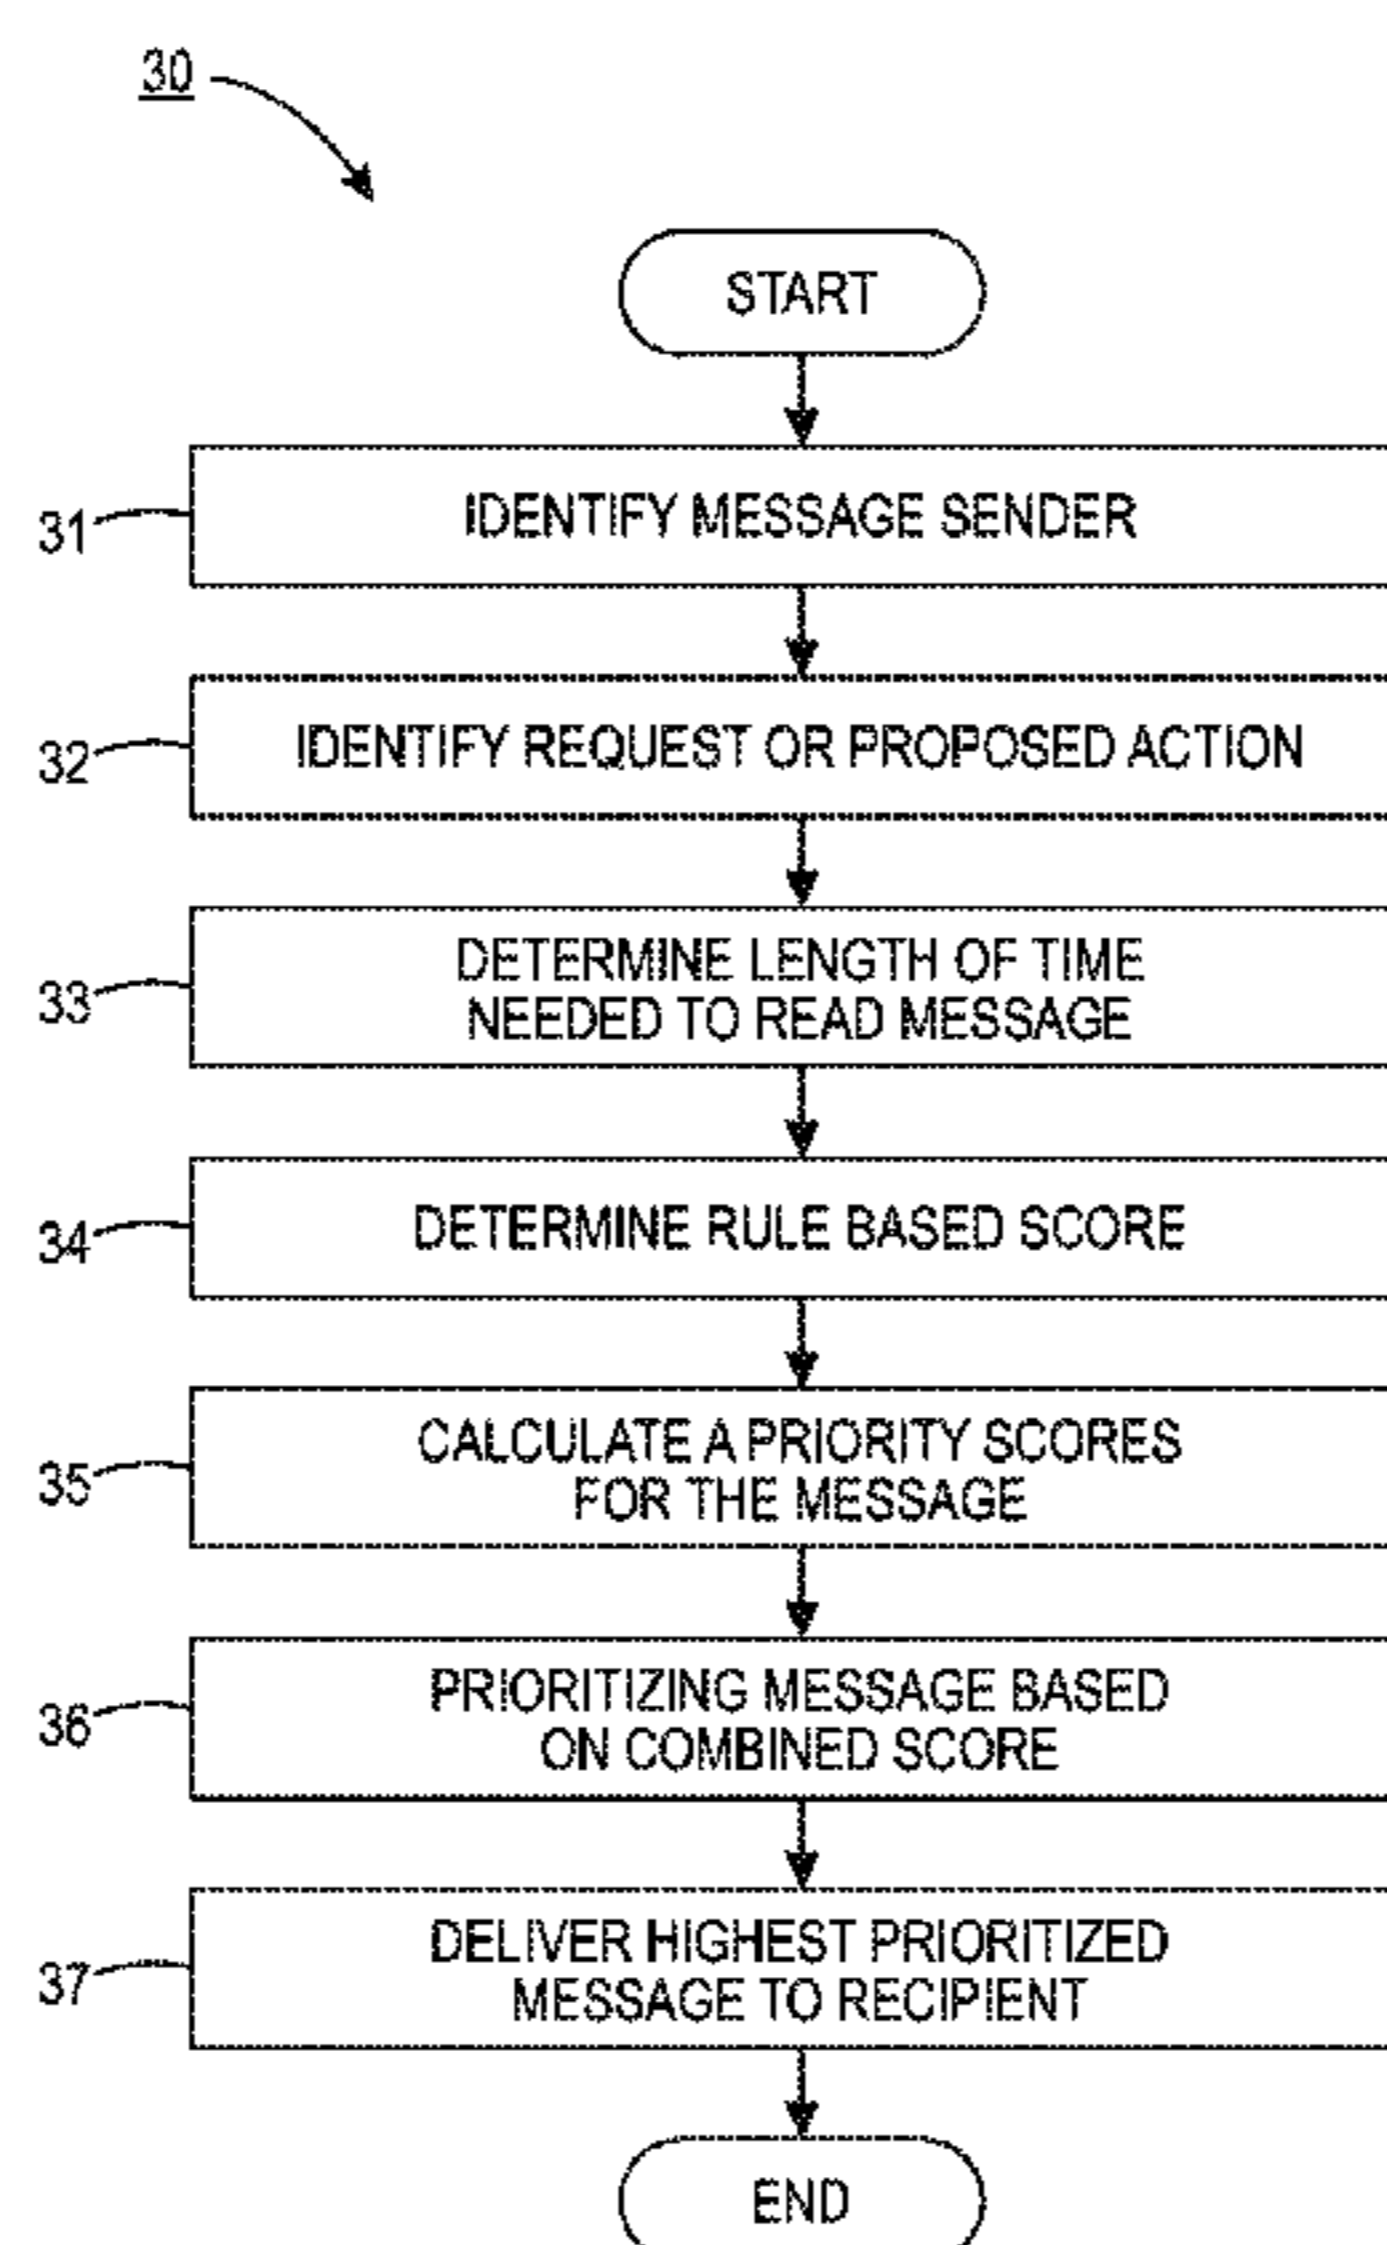 30
START
31
IDENTIFY MESSAGE SENDER
32
IDENTIFY REQUEST OR PROPOSED ACTION
33
DETERMINE LENGTH OF TIME
NEEDED TO READ MESSAGE
34
DETERMINE RULE BASED SCORE
35
CALCULATE A PRIORITY SCORES
FOR THE MESSAGE
36
PRIORITIZING MESSAGE BASED
ON COMBINED SCORE
37
DELIVER HIGHEST PRIORITIZED
MESSAGE TO RECIPIENT
END